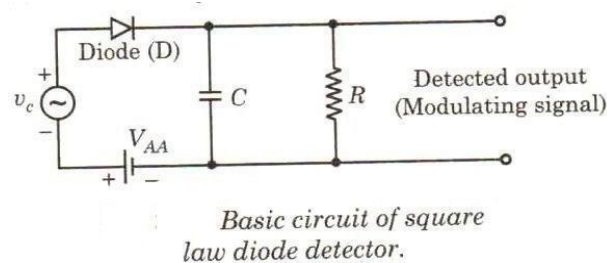 Diode (D)
+
v_c
−
C
R
Detected output
(Modulating signal)
V_AA
+
−
Basic circuit of square
law diode detector.